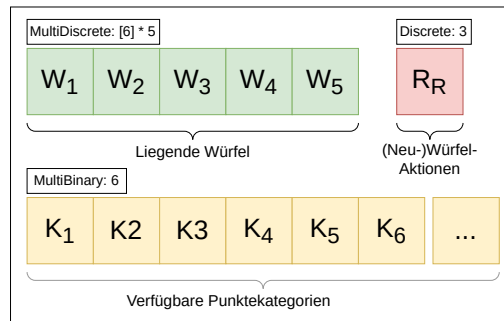 MultiDiscrete: [6] * 5
Discrete: 3
W1 W2 W3 W4 W5
RR
Liegende Würfel
(Neu-)Würfel-
Aktionen
MultiBinary: 6
K1 K2 K3 K4 K5 K6 ...
Verfügbare Punktekategorien